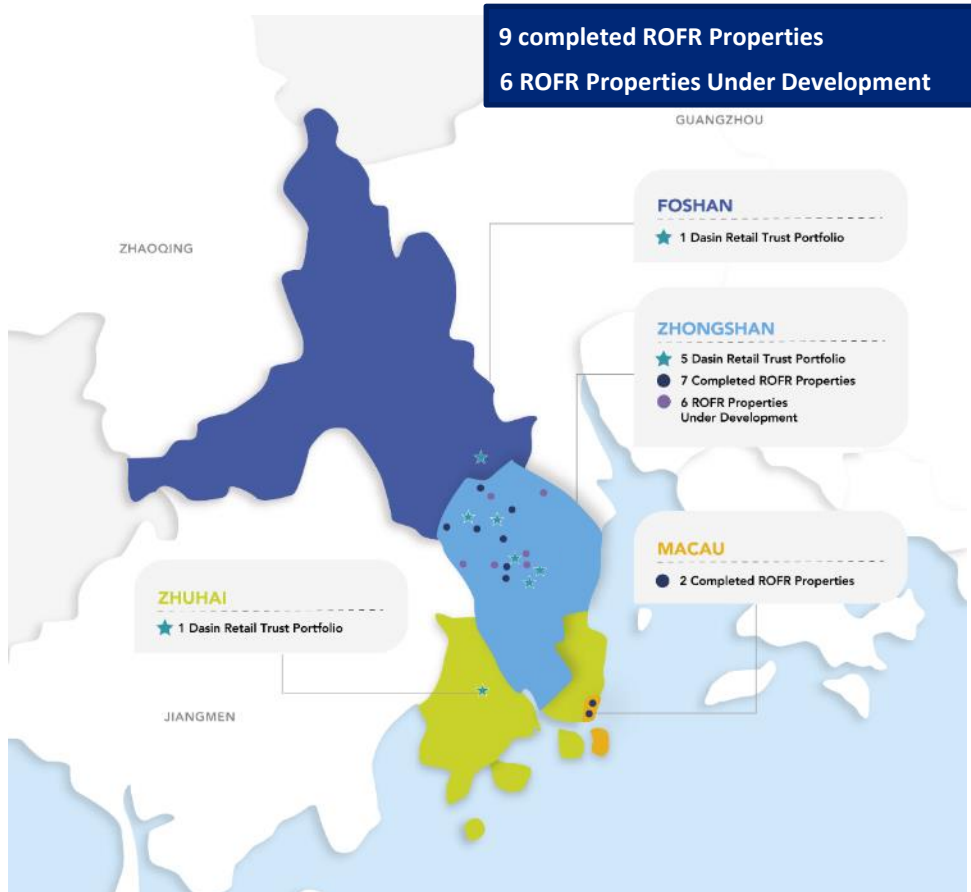 9 completed ROFR Properties
6 ROFR Properties Under Development
GUANGZHOU
FOSHAN
1 Dasin Retail Trust Portfolio
ZHAOQING
ZHONGSHAN
5 Dasin Retail Trust Portfolio
7 Completed ROFR Properties
6 ROFR Properties
Under Development
MACAU
2 Completed ROFR Properties
ZHUHAI
1 Dasin Retail Trust Portfolio
JIANGMEN